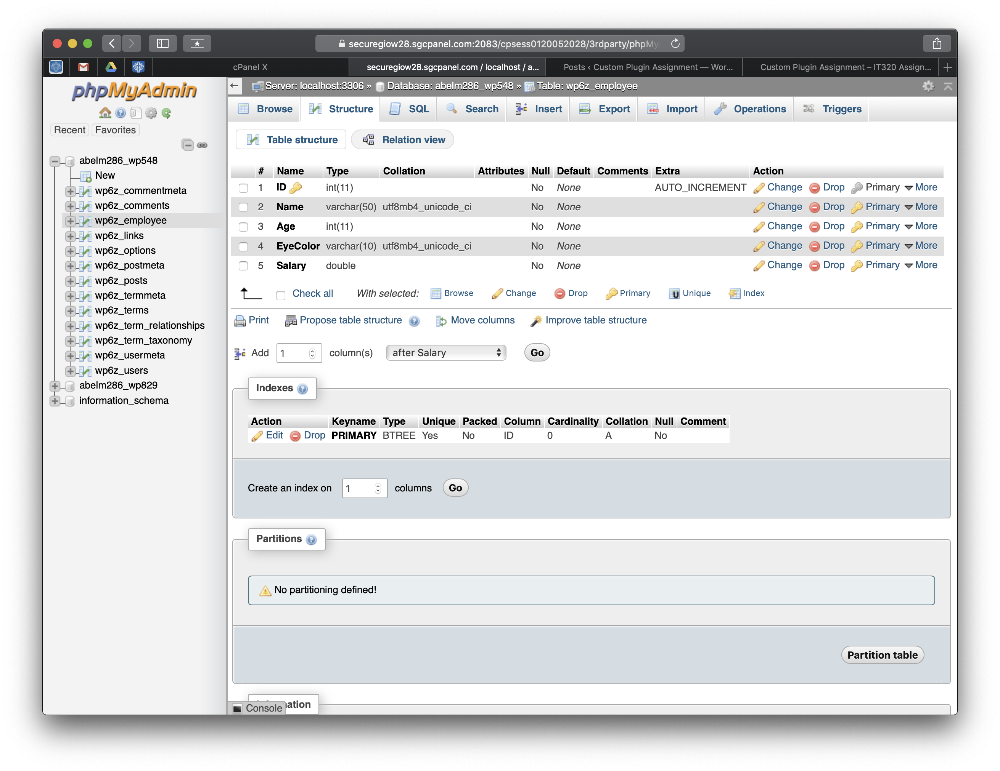 securegiow28.sgcpanel.com:2083/cpsess0120052028/3rdparty/phpMy
cPanel X
securegiow28.sgcpanel.com / localhost / a...
Posts ‹ Custom Plugin Assignment — Wor...
Custom Plugin Assignment – IT320 Assign...
phpMyAdmin
Recent Favorites
abelm286_wp548
New
wp6z_commentmeta
wp6z_comments
wp6z_employee
wp6z_links
wp6z_options
wp6z_postmeta
wp6z_posts
wp6z_termmeta
wp6z_terms
wp6z_term_relationships
wp6z_term_taxonomy
wp6z_usermeta
wp6z_users
abelm286_wp829
information_schema
Server: localhost:3306 » Database: abelm286_wp548 » Table: wp6z_employee
Browse Structure SQL Search Insert Export Import Operations Triggers
Table structure Relation view
# Name Type Collation Attributes Null Default Comments Extra Action
1 ID int(11) No None AUTO_INCREMENT Change Drop Primary More
2 Name varchar(50) utf8mb4_unicode_ci No None Change Drop Primary More
3 Age int(11) No None Change Drop Primary More
4 EyeColor varchar(10) utf8mb4_unicode_ci No None Change Drop Primary More
5 Salary double No None Change Drop Primary More
Check all With selected: Browse Change Drop Primary Unique Index
Print Propose table structure Move columns Improve table structure
Add 1 column(s) after Salary Go
Indexes
Action Keyname Type Unique Packed Column Cardinality Collation Null Comment
Edit Drop PRIMARY BTREE Yes No ID 0 A No
Create an index on 1 columns Go
Partitions
No partitioning defined!
Partition table
Console